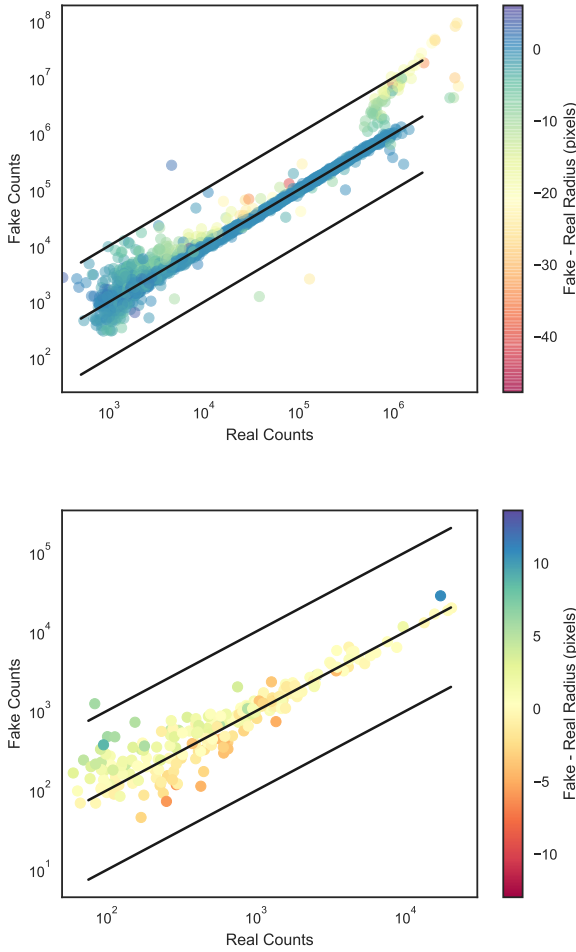 10^8
10^7
10^6
10^5
10^4
10^3
10^2
Fake Counts
10^3 10^4 10^5 10^6
Real Counts
0
−10
−20
−30
−40
Fake - Real Radius (pixels)
10^5
10^4
10^3
10^2
10^1
Fake Counts
10^2 10^3 10^4
Real Counts
10
5
0
−5
−10
Fake - Real Radius (pixels)